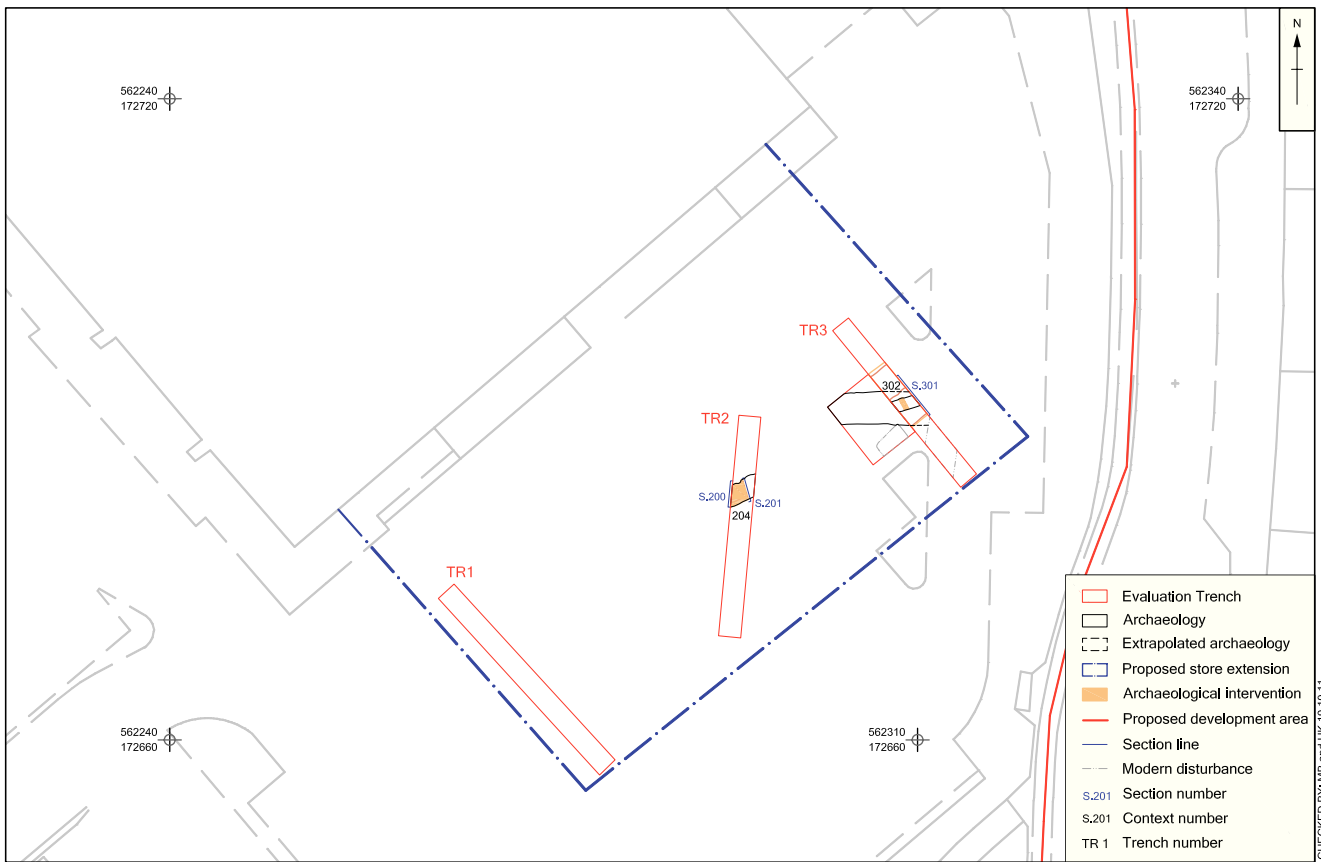 N
562240
172720
562340
172720
TR3
302
S.301
TR2
S.200
S.201
204
TR1
562240
172660
562310
172660
Evaluation Trench
Archaeology
Extrapolated archaeology
Proposed store extension
Archaeological intervention
Proposed development area
Section line
Modern disturbance
S.201 Section number
S.201 Context number
TR 1 Trench number